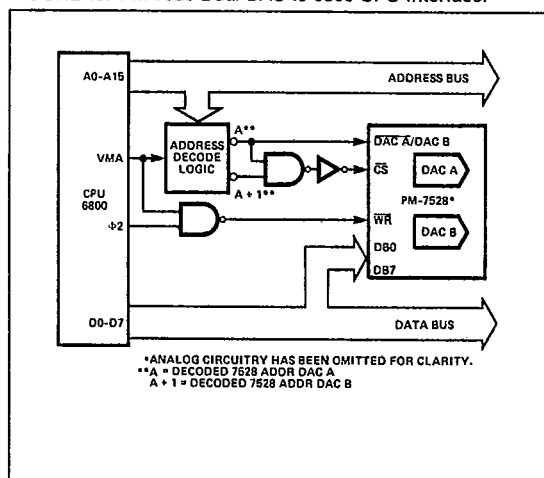 A0-A15
ADDRESS BUS
VMA
ADDRESS
DECODE
LOGIC
A**
A + 1**
CPU
6800
Φ2
DAC A/DAC B
CS
DAC A
PM-7528*
WR
DAC B
DB0
DB7
D0-D7
DATA BUS
*ANALOG CIRCUITRY HAS BEEN OMITTED FOR CLARITY.
**A = DECODED 7528 ADDR DAC A
A + 1 = DECODED 7528 ADDR DAC B